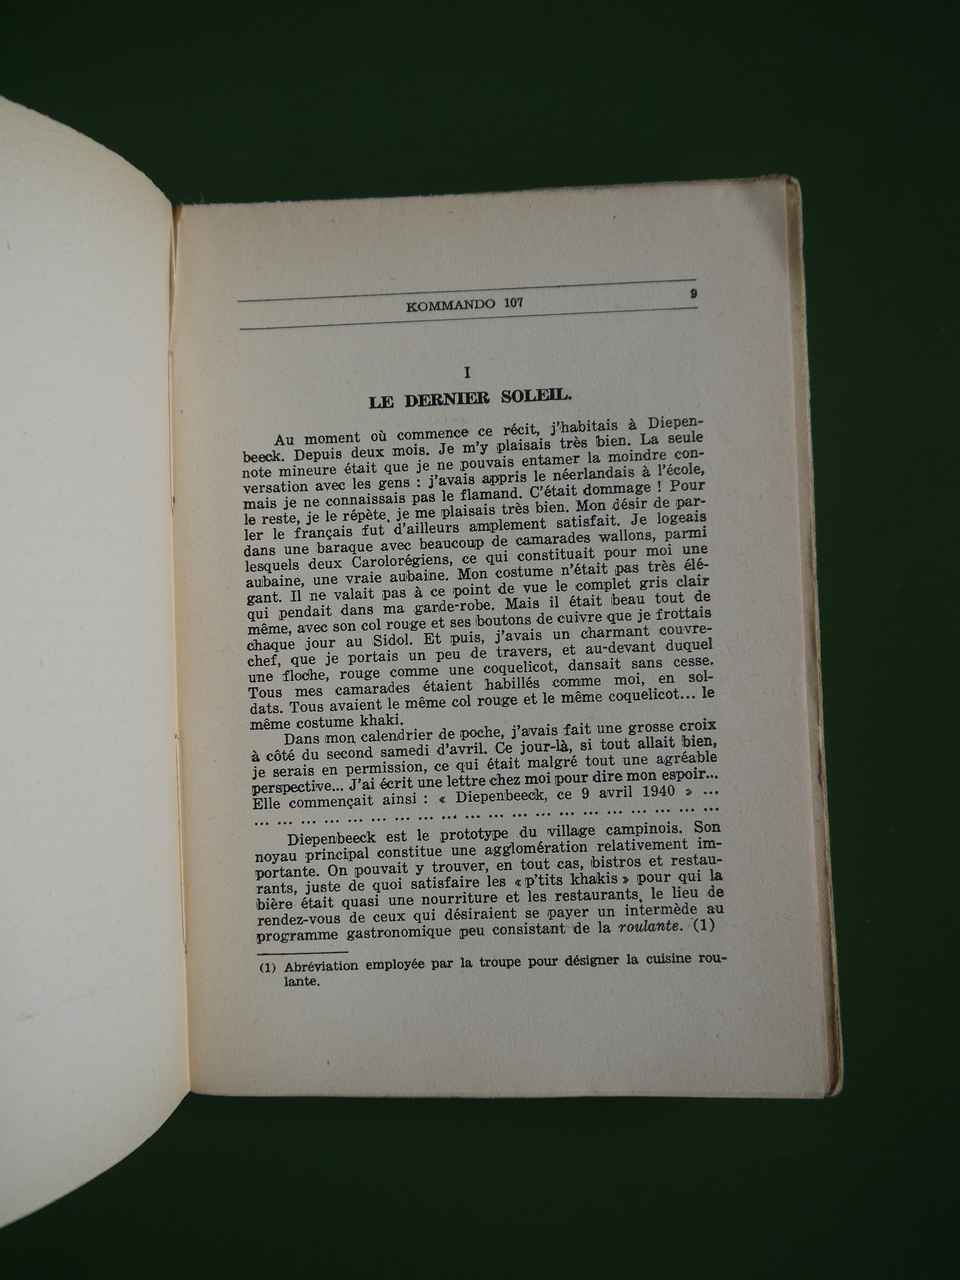 KOMMANDO 107
9
I
LE DERNIER SOLEIL.
Au moment où commence ce récit, j'habitais à Diepen-
beeck. Depuis deux mois. Je m'y plaisais très bien. La seule
note mineure était que je ne pouvais entamer la moindre con-
versation avec les gens : j'avais appris le néerlandais à l'école,
mais je ne connaissais pas le flamand. C'était dommage ! Pour
le reste, je le répète, je me plaisais très bien. Mon désir de par-
ler le français fut d'ailleurs amplement satisfait. Je logeais
dans une baraque avec beaucoup de camarades wallons, parmi
lesquels deux Carolorégiens, ce qui constituait pour moi une
aubaine, une vraie aubaine. Mon costume n'était pas très élé-
gant. Il ne valait pas à ce point de vue le complet gris clair
qui pendait dans ma garde-robe. Mais il était beau tout de
même, avec son col rouge et ses boutons de cuivre que je frottais
chaque jour au Sidol. Et puis, j'avais un charmant couvre-
chef, que je portais un peu de travers, et au-devant duquel
une floche, rouge comme une coquelicot, dansait sans cesse.
Tous mes camarades étaient habillés comme moi, en sol-
dats. Tous avaient le même col rouge et le même coquelicot... le
même costume khaki.
Dans mon calendrier de poche, j'avais fait une grosse croix
à côté du second samedi d'avril. Ce jour-là, si tout allait bien,
je serais en permission, ce qui était malgré tout une agréable
perspective... J'ai écrit une lettre chez moi pour dire mon espoir...
Elle commençait ainsi : « Diepenbeeck, ce 9 avril 1940 » ...
... ... ... ... ... ... ... ... ... ... ... ... ... ... ... ... ... ... ... ...
Diepenbeeck est le prototype du village campinois. Son
noyau principal constitue une agglomération relativement im-
portante. On pouvait y trouver, en tout cas, bistros et restau-
rants, juste de quoi satisfaire les « p'tits khakis » pour qui la
bière était quasi une nourriture et les restaurants, le lieu de
rendez-vous de ceux qui désiraient se payer un intermède au
programme gastronomique peu consistant de la roulante. (1)
(1) Abréviation employée par la troupe pour désigner la cuisine rou-
lante.